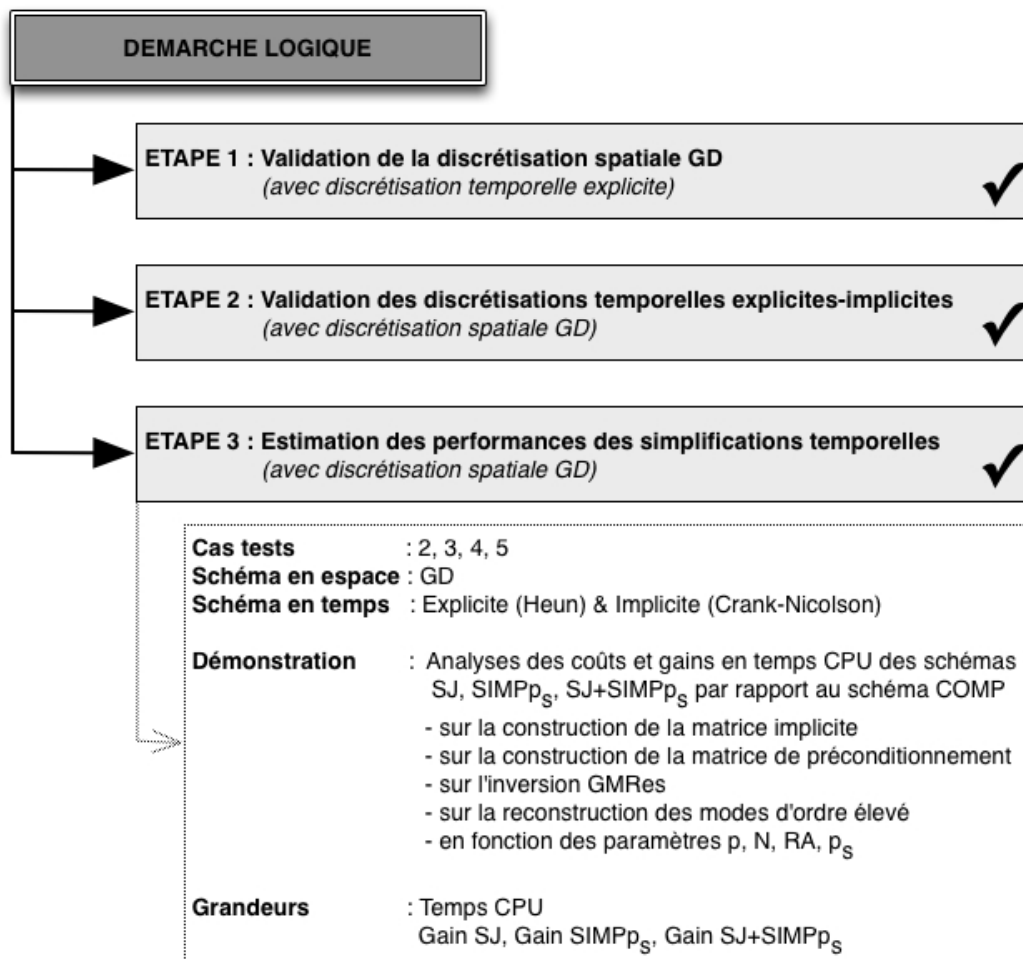 DEMARCHE LOGIQUE
ETAPE 1 : Validation de la discrétisation spatiale GD
(avec discrétisation temporelle explicite)
ETAPE 2 : Validation des discrétisations temporelles explicites-implicites
(avec discrétisation spatiale GD)
ETAPE 3 : Estimation des performances des simplifications temporelles
(avec discrétisation spatiale GD)
Cas tests : 2, 3, 4, 5
Schéma en espace : GD
Schéma en temps : Explicite (Heun) & Implicite (Crank-Nicolson)
Démonstration : Analyses des coûts et gains en temps CPU des schémas
SJ, SIMPpS, SJ+SIMPpS par rapport au schéma COMP
- sur la construction de la matrice implicite
- sur la construction de la matrice de préconditionnement
- sur l'inversion GMRes
- sur la reconstruction des modes d'ordre élevé
- en fonction des paramètres p, N, RA, pS
Grandeurs : Temps CPU
Gain SJ, Gain SIMPpS, Gain SJ+SIMPpS